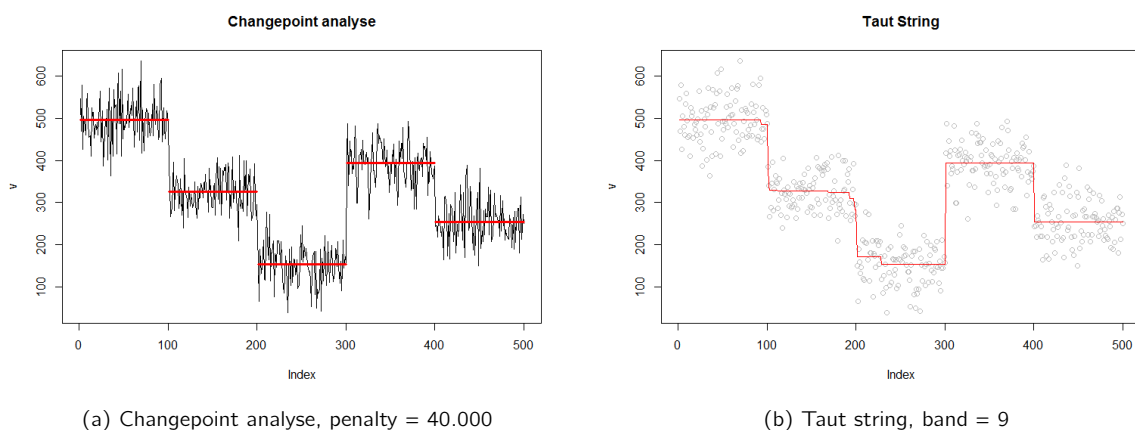 Changepoint analyse
600
500
400
300
200
100
v
0 100 200 300 400 500
Index
(a) Changepoint analyse, penalty = 40.000
Taut String
600
500
400
300
200
100
v
0 100 200 300 400 500
Index
(b) Taut string, band = 9